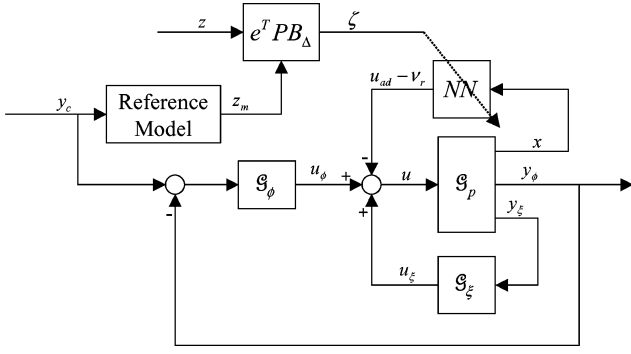 z
e^T PB_Δ
ζ
u_ad − ν_r
NN
y_c
Reference
Model
z_m
x
-
𝒢_ϕ
u_ϕ
+
u
𝒢_p
y_ϕ
-
+
y_ξ
u_ξ
𝒢_ξ